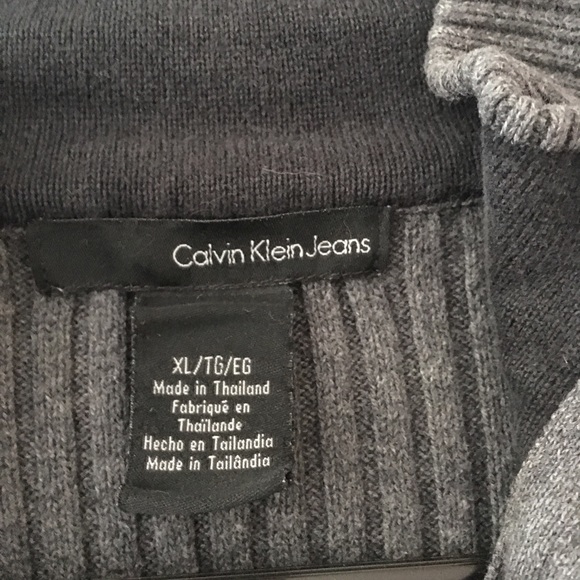 Calvin Klein Jeans
XL/TG/EG
Made in Thailand
Fabriqué en
Thaïlande
Hecho en Tailandia
Made in Tailândia